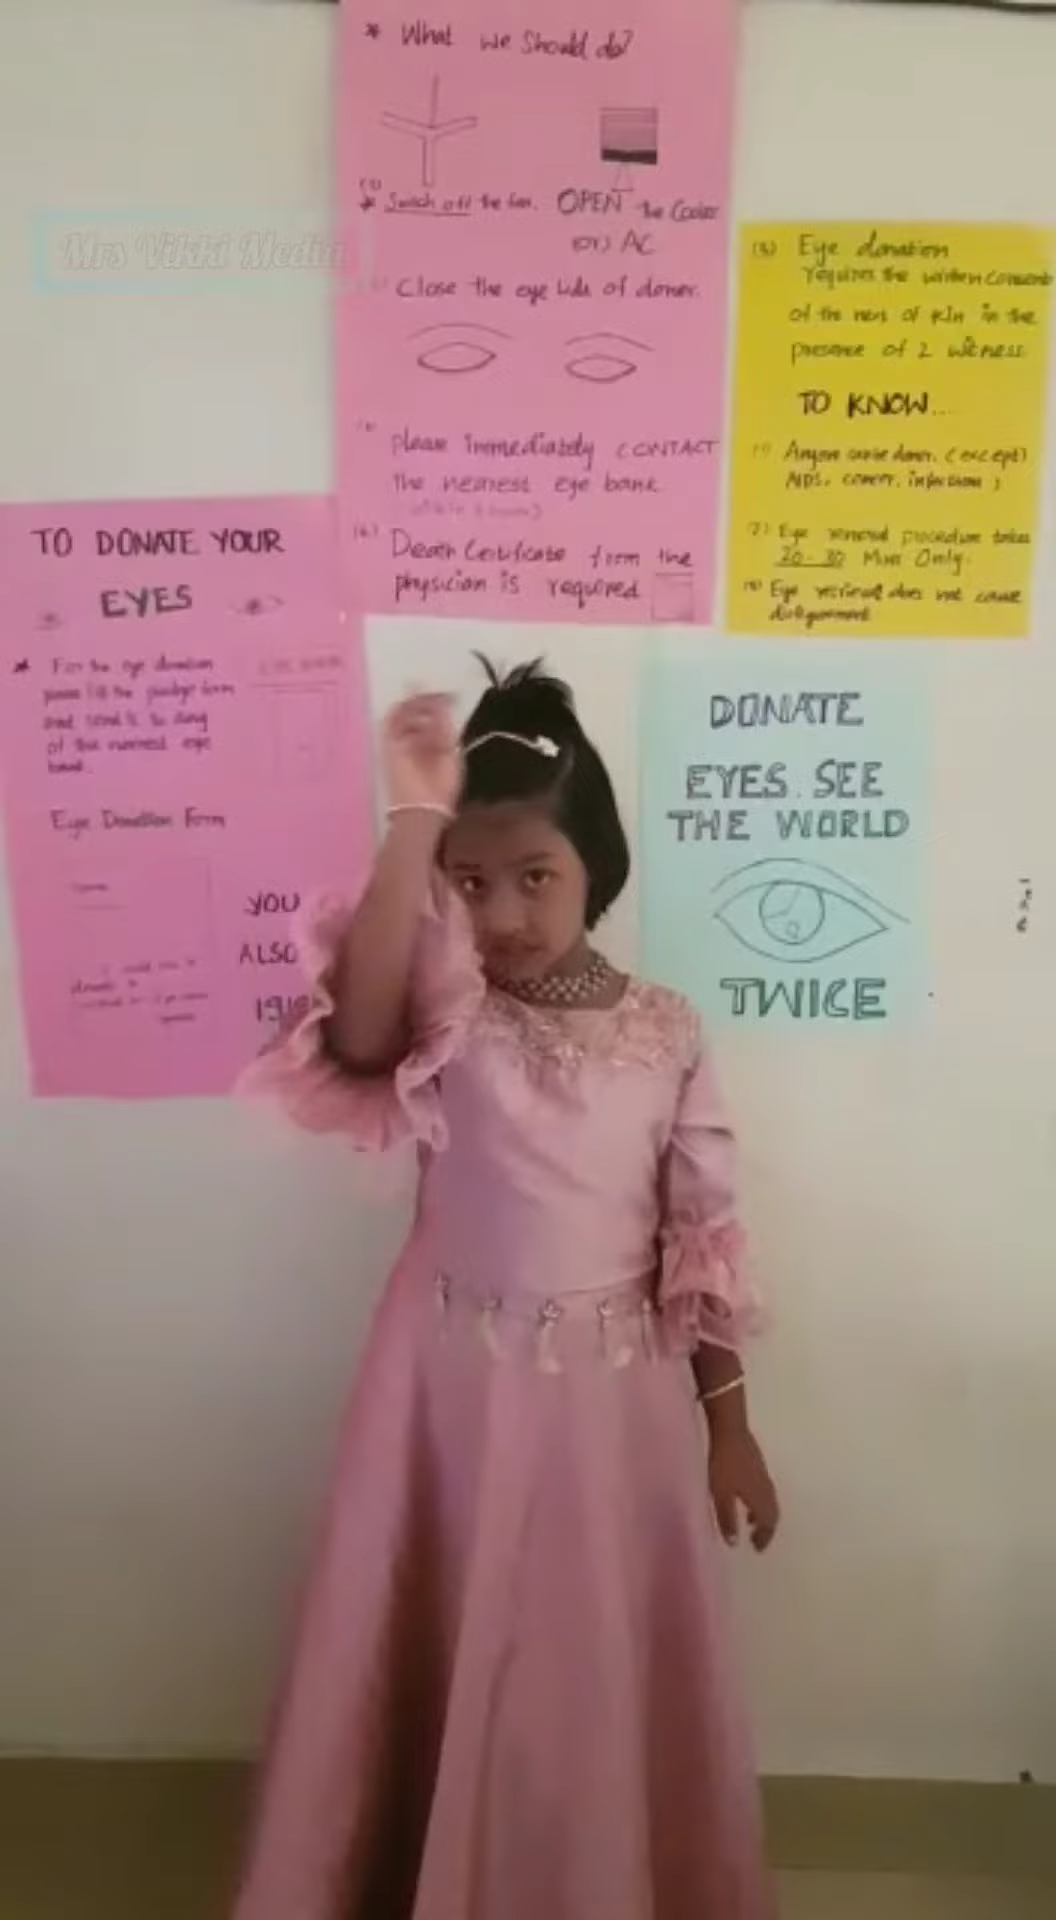 * What we Should do?
Switch off the fan. OPEN the Cooler
(or) AC
Close the eye lids of doner.
please immediately CONTACT
the nearest eye bank
Death Certificate form the
physician is required
Mrs Vikki Media
Eye donation
requires the written consent
of the next of kin in the
presence of 2 witness
TO KNOW...
(1) Anyone can be donor. (except)
AIDS, cancer, infections)
(2) Eye removal procedure takes
20-30 Min Only.
Eye retrieval does not cause
TO DONATE YOUR
EYES
* For the eye donation
please fill the pledge form
and send it to any
of the nearest eye
bank.
Eye Donation Form
YOU
ALSO
DONATE
EYES. SEE
THE WORLD
TWICE